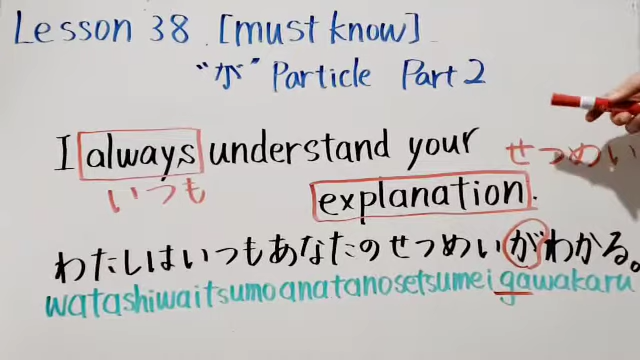 Lesson 38 [must know]
"が" Particle Part 2
I always understand your せつめい
いつも explanation.
わたしはいつもあなたのせつめいがわかる。
watashiwaitsumoanatanosetsumeigawakaru